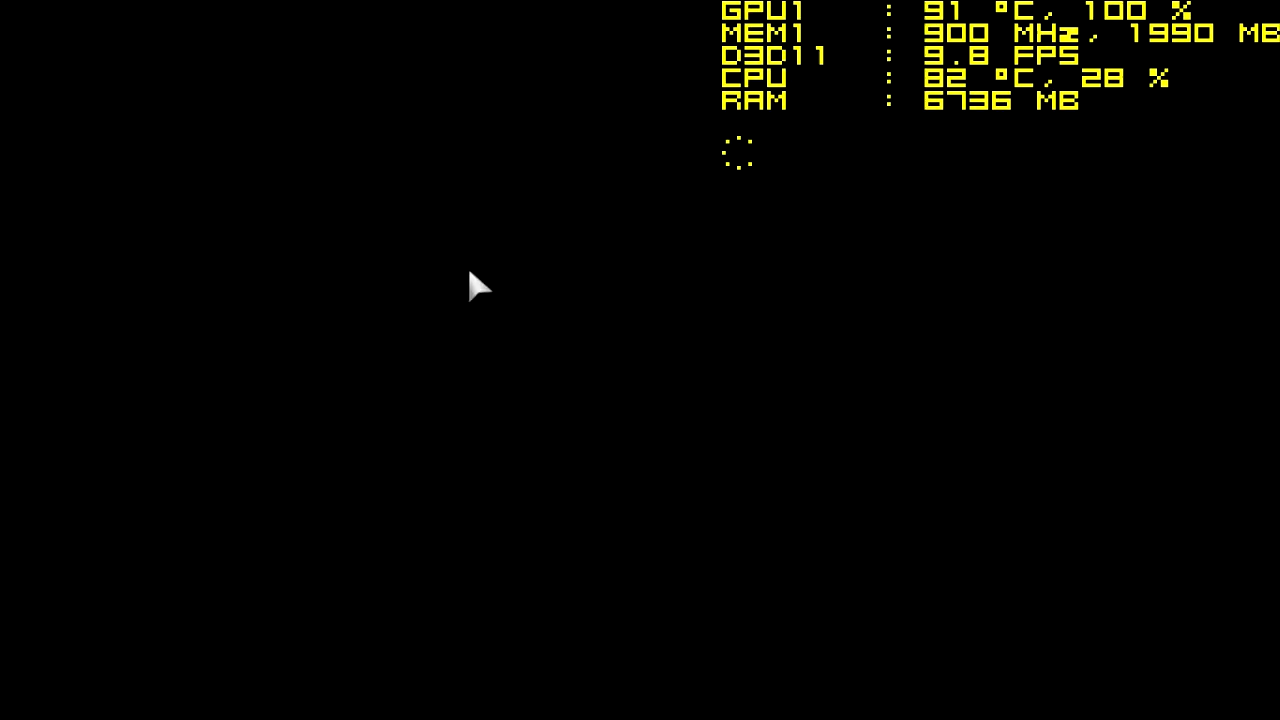 GPU1 : 91 °C, 100 %
MEM1 : 900 MHz, 1990 MB
D3D11 : 9.8 FPS
CPU : 82 °C, 28 %
RAM : 6736 MB